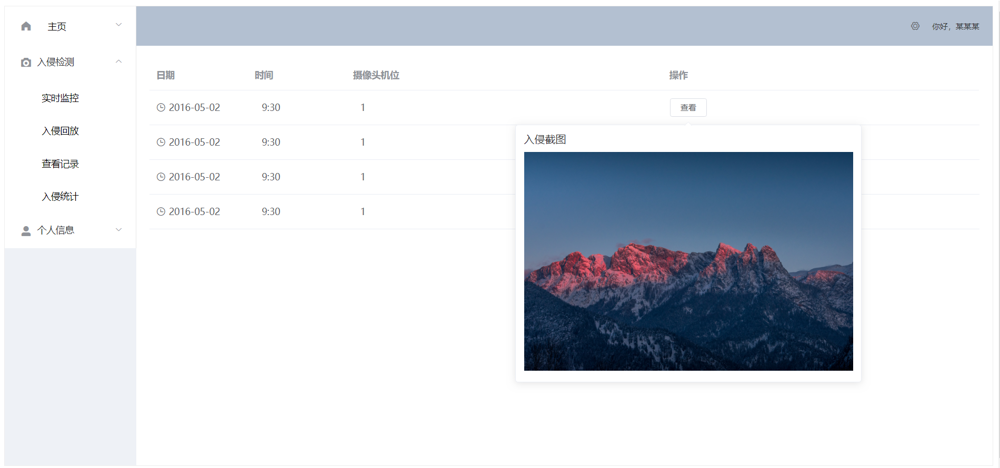 主页
入侵检测
实时监控
入侵回放
查看记录
入侵统计
个人信息
你好，某某某
日期 时间 摄像头机位 操作
2016-05-02 9:30 1 查看
2016-05-02 9:30 1
2016-05-02 9:30 1
2016-05-02 9:30 1
入侵截图